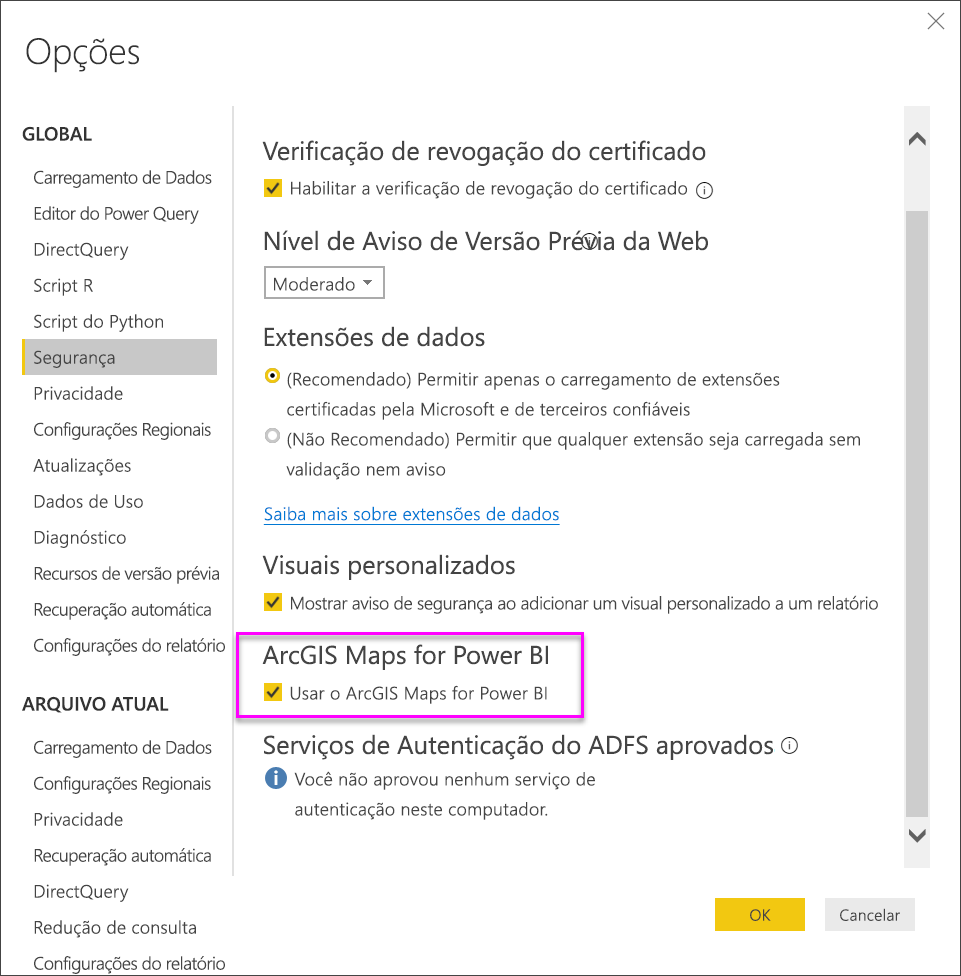 Opções
GLOBAL
Carregamento de Dados
Editor do Power Query
DirectQuery
Script R
Script do Python
Segurança
Privacidade
Configurações Regionais
Atualizações
Dados de Uso
Diagnóstico
Recursos de versão prévia
Recuperação automática
Configurações do relatório
ARQUIVO ATUAL
Carregamento de Dados
Configurações Regionais
Privacidade
Recuperação automática
DirectQuery
Redução de consulta
Configurações do relatório
Verificação de revogação do certificado
Habilitar a verificação de revogação do certificado
Nível de Aviso de Versão Prévia da Web
Moderado
Extensões de dados
(Recomendado) Permitir apenas o carregamento de extensões
certificadas pela Microsoft e de terceiros confiáveis
(Não Recomendado) Permitir que qualquer extensão seja carregada sem
validação nem aviso
Saiba mais sobre extensões de dados
Visuais personalizados
Mostrar aviso de segurança ao adicionar um visual personalizado a um relatório
ArcGIS Maps for Power BI
Usar o ArcGIS Maps for Power BI
Serviços de Autenticação do ADFS aprovados
Você não aprovou nenhum serviço de
autenticação neste computador.
OK
Cancelar